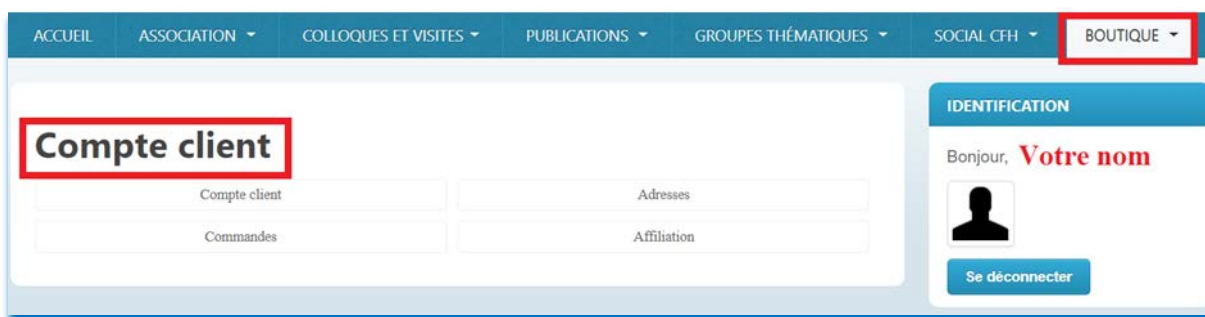 ACCUEIL ASSOCIATION COLLOQUES ET VISITES PUBLICATIONS GROUPES THÉMATIQUES SOCIAL CFH BOUTIQUE
Compte client
Compte client Adresses
Commandes Affiliation
IDENTIFICATION
Bonjour, Votre nom
Se déconnecter